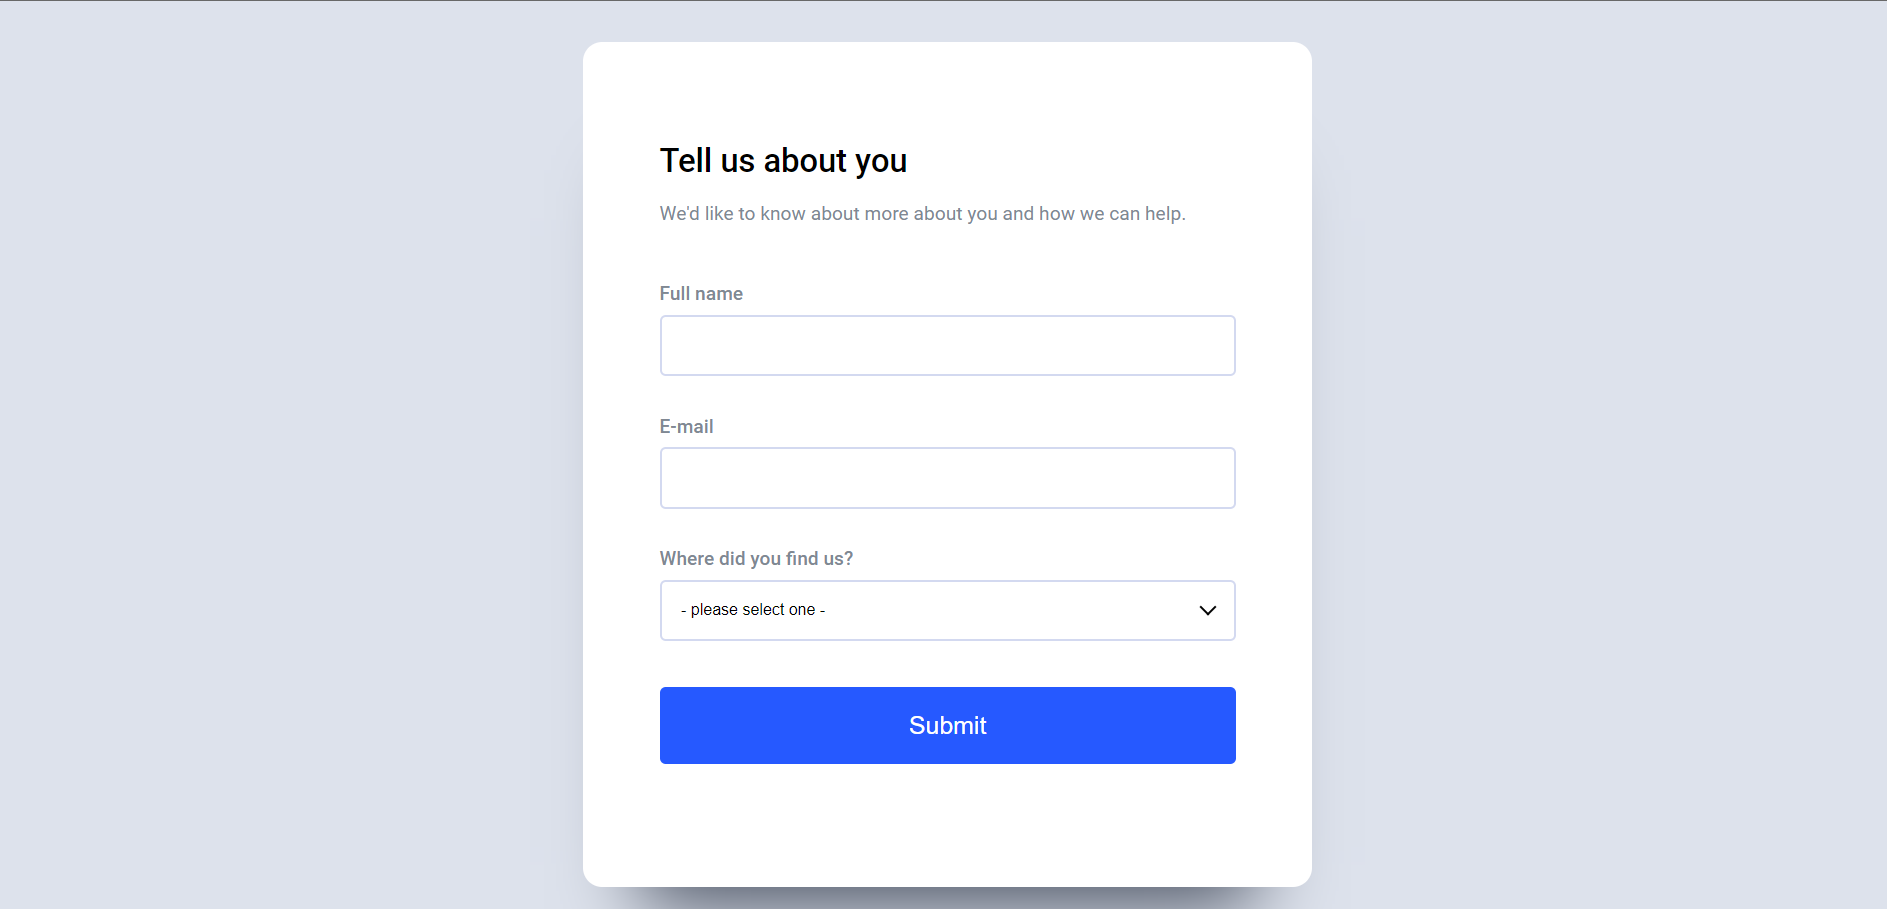 Tell us about you
We'd like to know about more about you and how we can help.
Full name
E-mail
Where did you find us?
- please select one -
Submit